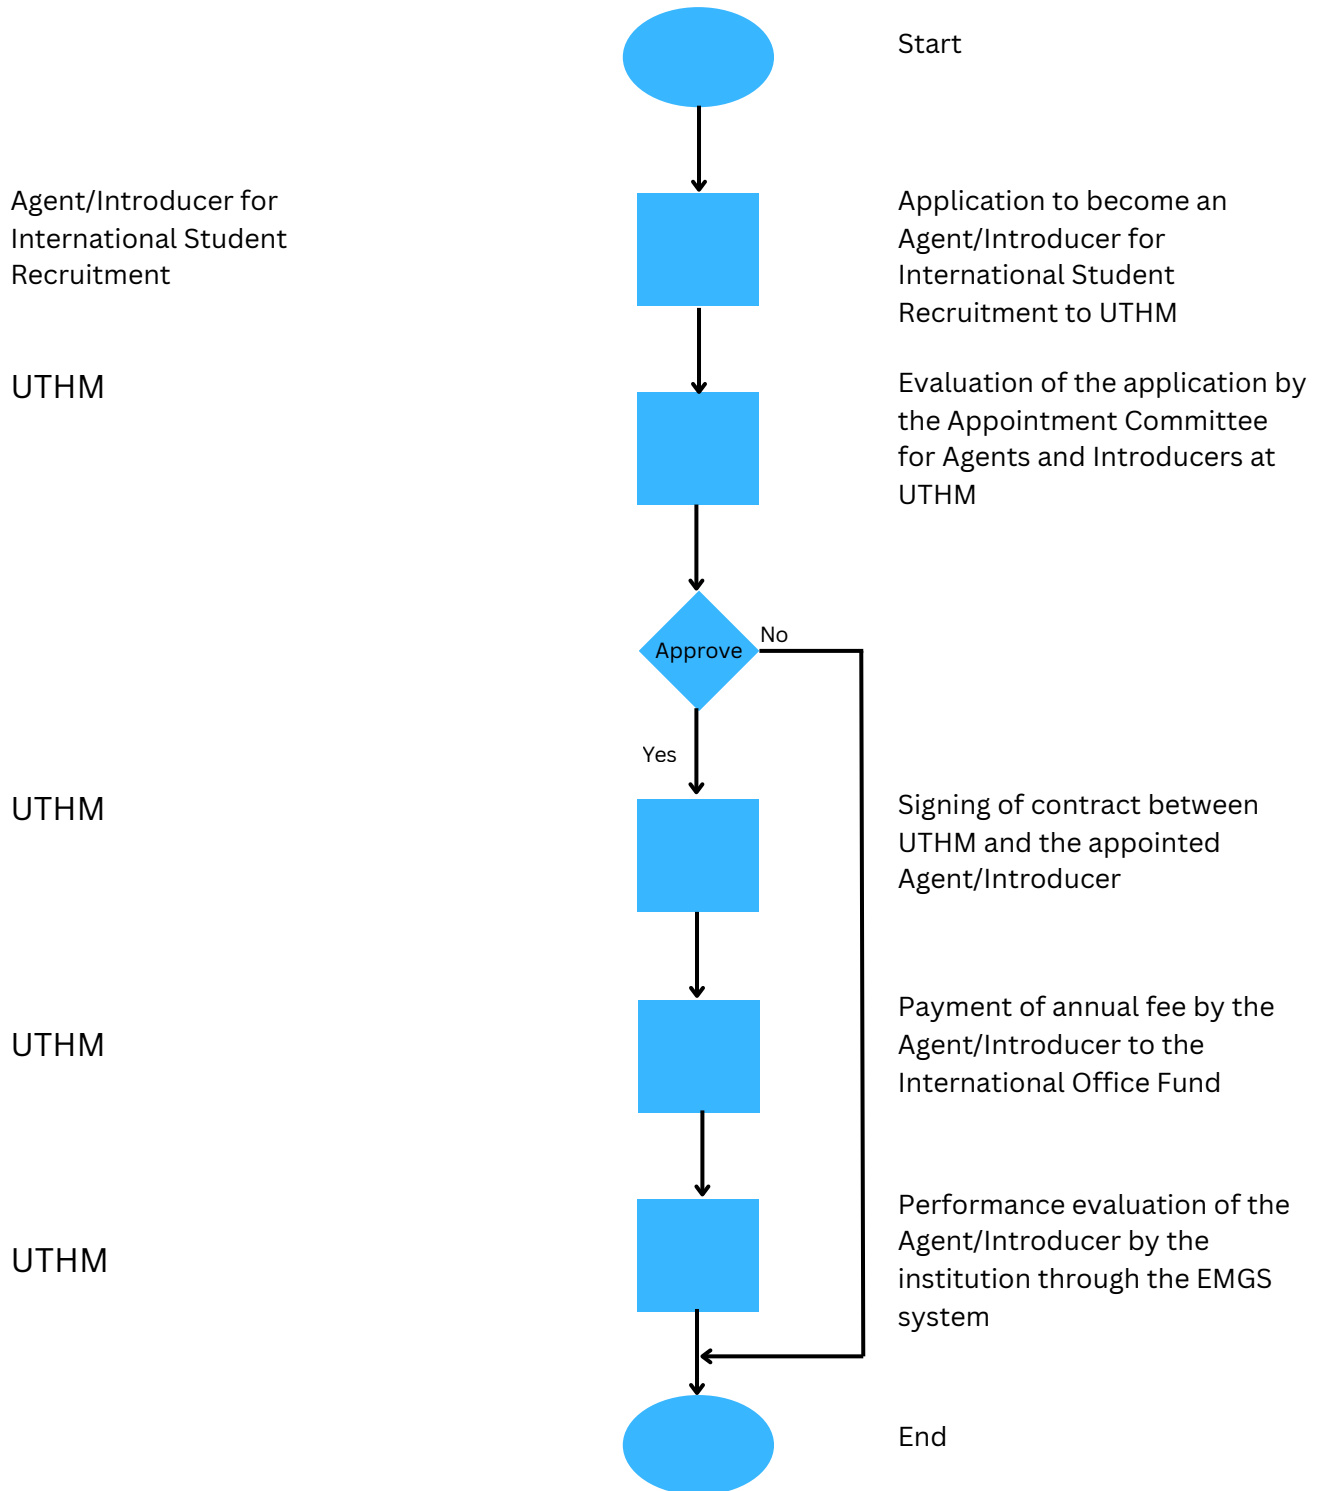 Start
Agent/Introducer for
International Student
Recruitment
Application to become an
Agent/Introducer for
International Student
Recruitment to UTHM
UTHM
Evaluation of the application by
the Appointment Committee
for Agents and Introducers at
UTHM
Approve
No
Yes
UTHM
Signing of contract between
UTHM and the appointed
Agent/Introducer
UTHM
Payment of annual fee by the
Agent/Introducer to the
International Office Fund
UTHM
Performance evaluation of the
Agent/Introducer by the
institution through the EMGS
system
End